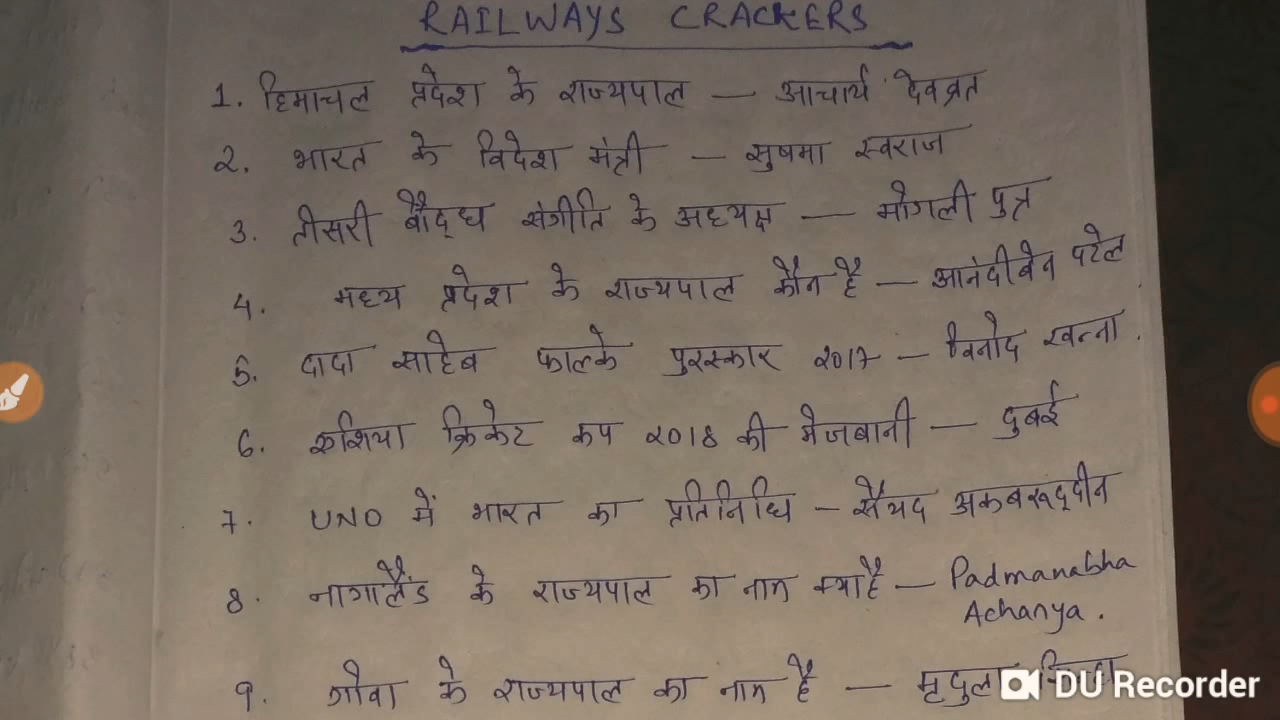 RAILWAYS CRACKERS
1. हिमाचल प्रदेश के राज्यपाल — आचार्य देवव्रत
2. भारत के विदेश मंत्री — सुषमा स्वराज
3. तीसरी बौद्ध संगीति के अध्यक्ष — मोगली पुत्र
4. मध्य प्रदेश के राज्यपाल कौन है — आनंदीबेन पटेल
5. दादा साहेब फाल्के पुरस्कार 2017 — विनोद खन्ना.
6. एशिया क्रिकेट कप 2018 की मेजबानी — दुबई
7. UNO में भारत का प्रतिनिधि — सैयद अकबरूद्दीन
8. नागालैंड के राज्यपाल का नाम क्या है — Padmanabha
Achanya.
9. गोवा के राज्यपाल का नाम है — मृदुला
DU Recorder